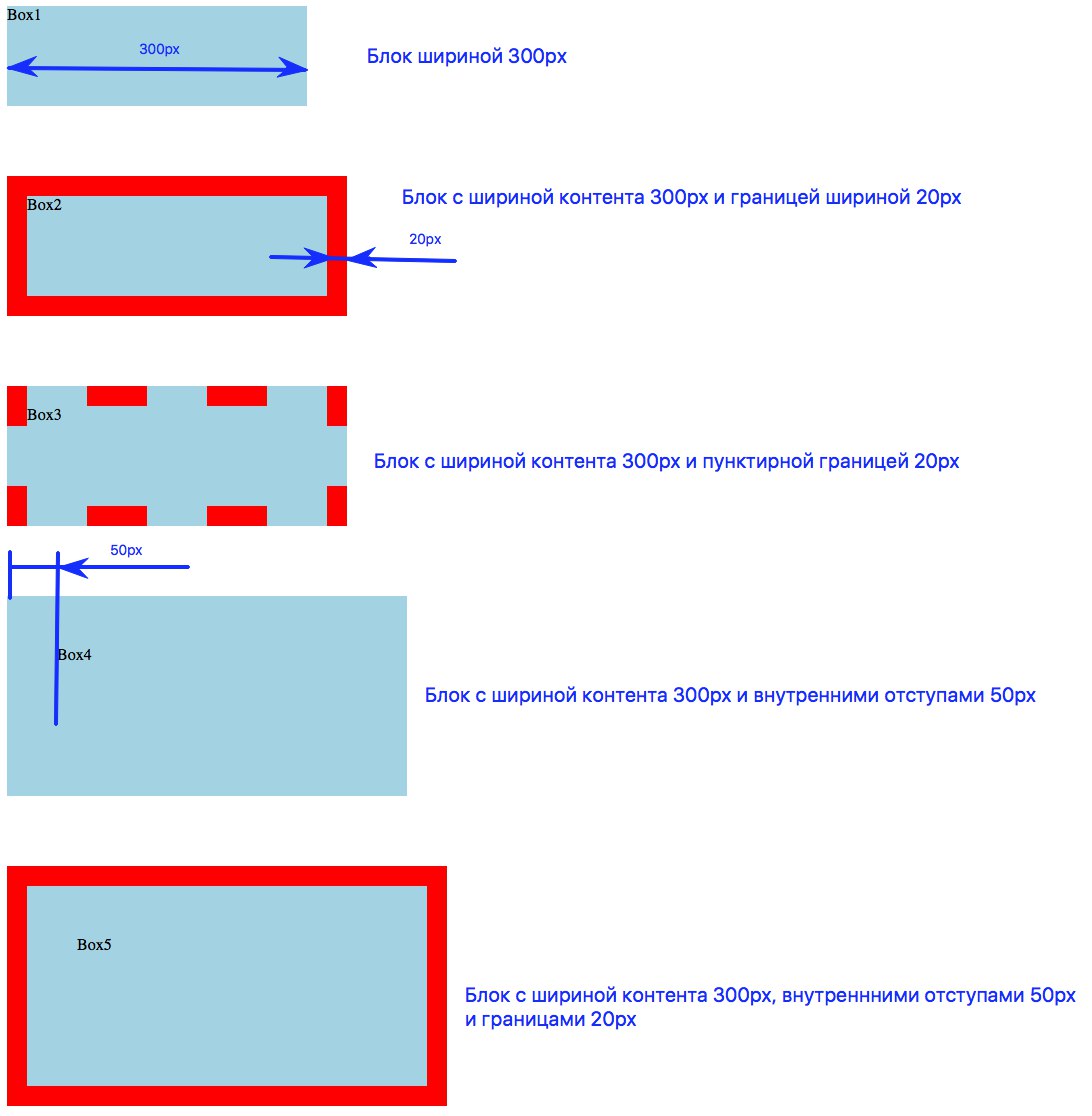 Box1
300px
Блок шириной 300px
Box2
Блок с шириной контента 300px и границей шириной 20px
20px
Box3
Блок с шириной контента 300px и пунктирной границей 20px
50px
Box4
Блок с шириной контента 300px и внутренними отступами 50px
Box5
Блок с шириной контента 300px, внутреннними отступами 50px
и границами 20px